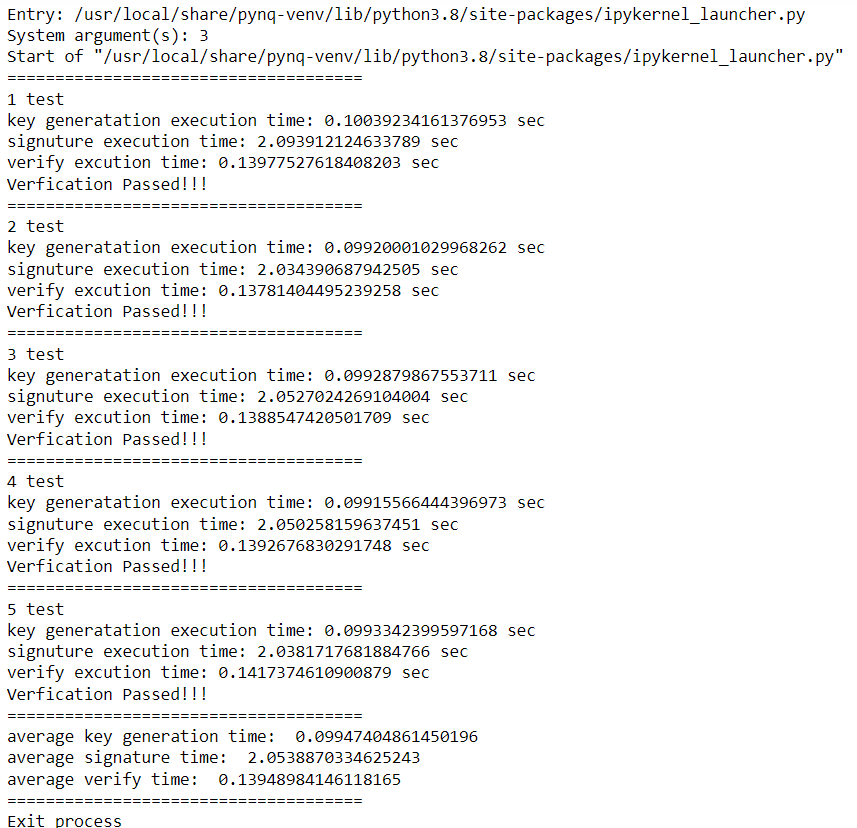 Entry: /usr/local/share/pynq-venv/lib/python3.8/site-packages/ipykernel_launcher.py
System argument(s): 3
Start of "/usr/local/share/pynq-venv/lib/python3.8/site-packages/ipykernel_launcher.py"
=====================================
1 test
key generatation execution time: 0.10039234161376953 sec
signuture execution time: 2.093912124633789 sec
verify excution time: 0.13977527618408203 sec
Verfication Passed!!!
=====================================
2 test
key generatation execution time: 0.09920001029968262 sec
signuture execution time: 2.034390687942505 sec
verify excution time: 0.13781404495239258 sec
Verfication Passed!!!
=====================================
3 test
key generatation execution time: 0.0992879867553711 sec
signuture execution time: 2.0527024269104004 sec
verify excution time: 0.1388547420501709 sec
Verfication Passed!!!
=====================================
4 test
key generatation execution time: 0.09915566444396973 sec
signuture execution time: 2.050258159637451 sec
verify excution time: 0.1392676830291748 sec
Verfication Passed!!!
=====================================
5 test
key generatation execution time: 0.0993342399597168 sec
signuture execution time: 2.0381717681884766 sec
verify excution time: 0.1417374610900879 sec
Verfication Passed!!!
=====================================
average key generation time:  0.09947404861450196
average signature time:  2.0538870334625243
average verify time:  0.13948984146118165
=====================================
Exit process